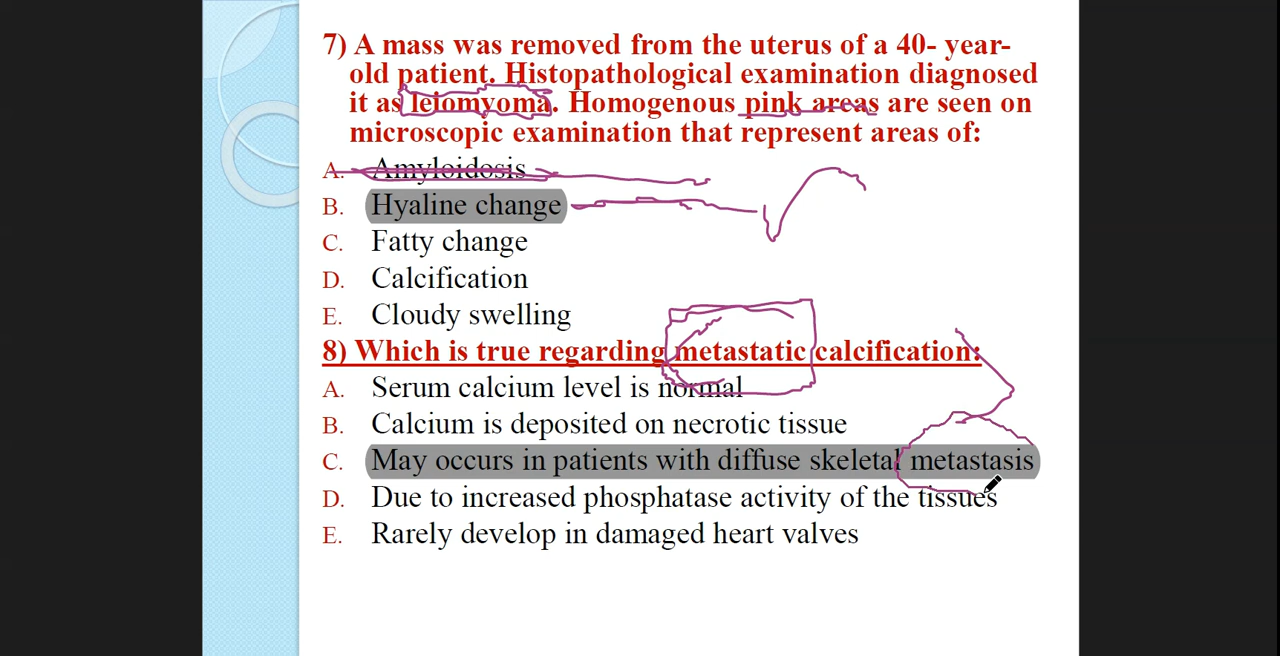 7) A mass was removed from the uterus of a 40- year-
old patient. Histopathological examination diagnosed
it as leiomyoma. Homogenous pink areas are seen on
microscopic examination that represent areas of:
A. Amyloidosis
B. Hyaline change
C. Fatty change
D. Calcification
E. Cloudy swelling
8) Which is true regarding metastatic calcification:
A. Serum calcium level is normal
B. Calcium is deposited on necrotic tissue
C. May occurs in patients with diffuse skeletal metastasis
D. Due to increased phosphatase activity of the tissues
E. Rarely develop in damaged heart valves